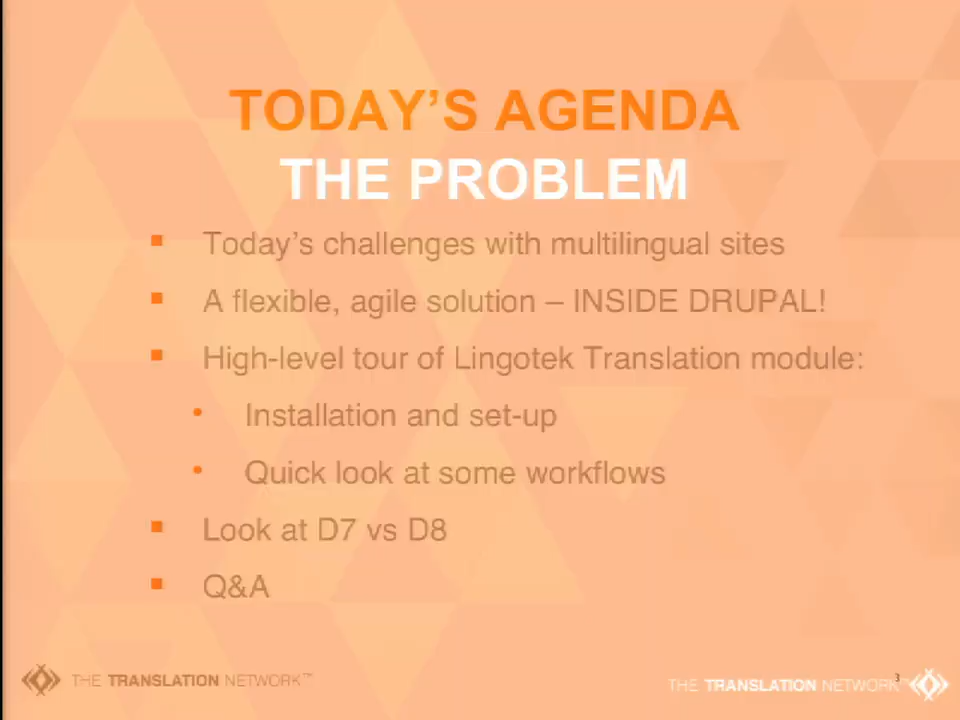 TODAY’S AGENDA
THE PROBLEM
▪ Today’s challenges with multilingual sites
▪ A flexible, agile solution – INSIDE DRUPAL!
▪ High-level tour of Lingotek Translation module:
• Installation and set-up
• Quick look at some workflows
▪ Look at D7 vs D8
▪ Q&A
THE TRANSLATION NETWORK™
THE TRANSLATION NETWORK
3